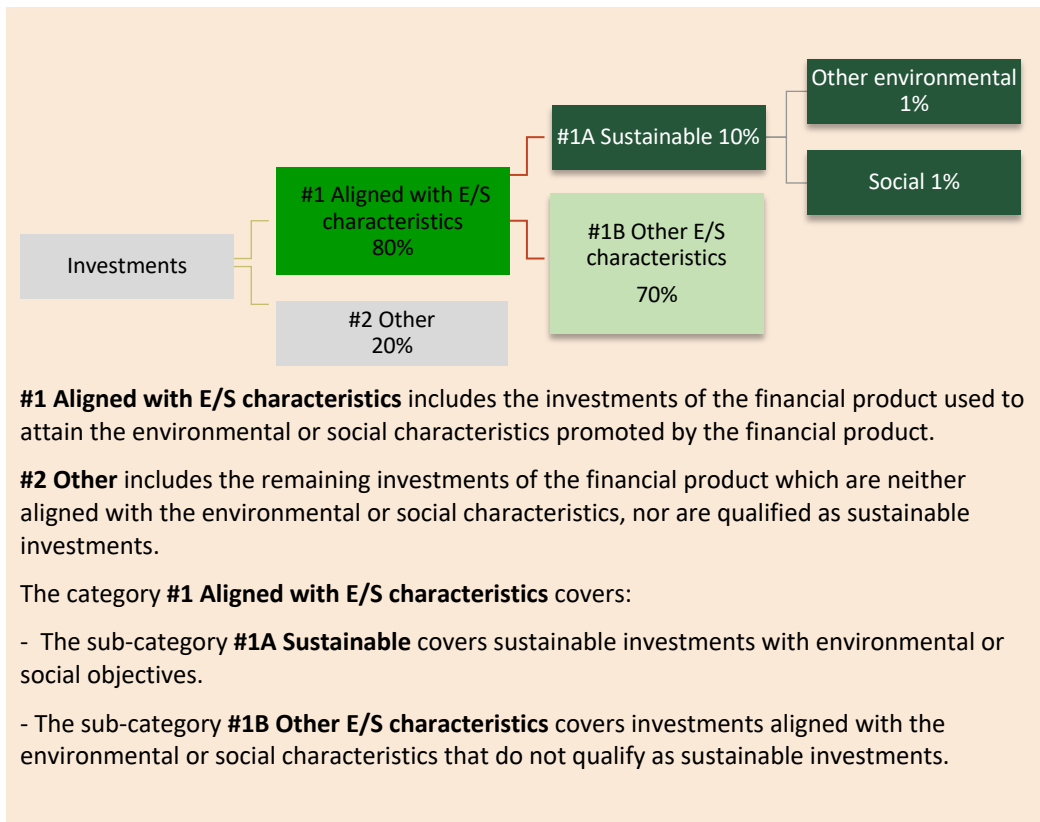 Investments
#1 Aligned with E/S
characteristics
80%
#2 Other
20%
#1A Sustainable 10%
#1B Other E/S
characteristics
70%
Other environmental
1%
Social 1%
#1 Aligned with E/S characteristics includes the investments of the financial product used to
attain the environmental or social characteristics promoted by the financial product.
#2 Other includes the remaining investments of the financial product which are neither
aligned with the environmental or social characteristics, nor are qualified as sustainable
investments.
The category #1 Aligned with E/S characteristics covers:
- The sub-category #1A Sustainable covers sustainable investments with environmental or
social objectives.
- The sub-category #1B Other E/S characteristics covers investments aligned with the
environmental or social characteristics that do not qualify as sustainable investments.